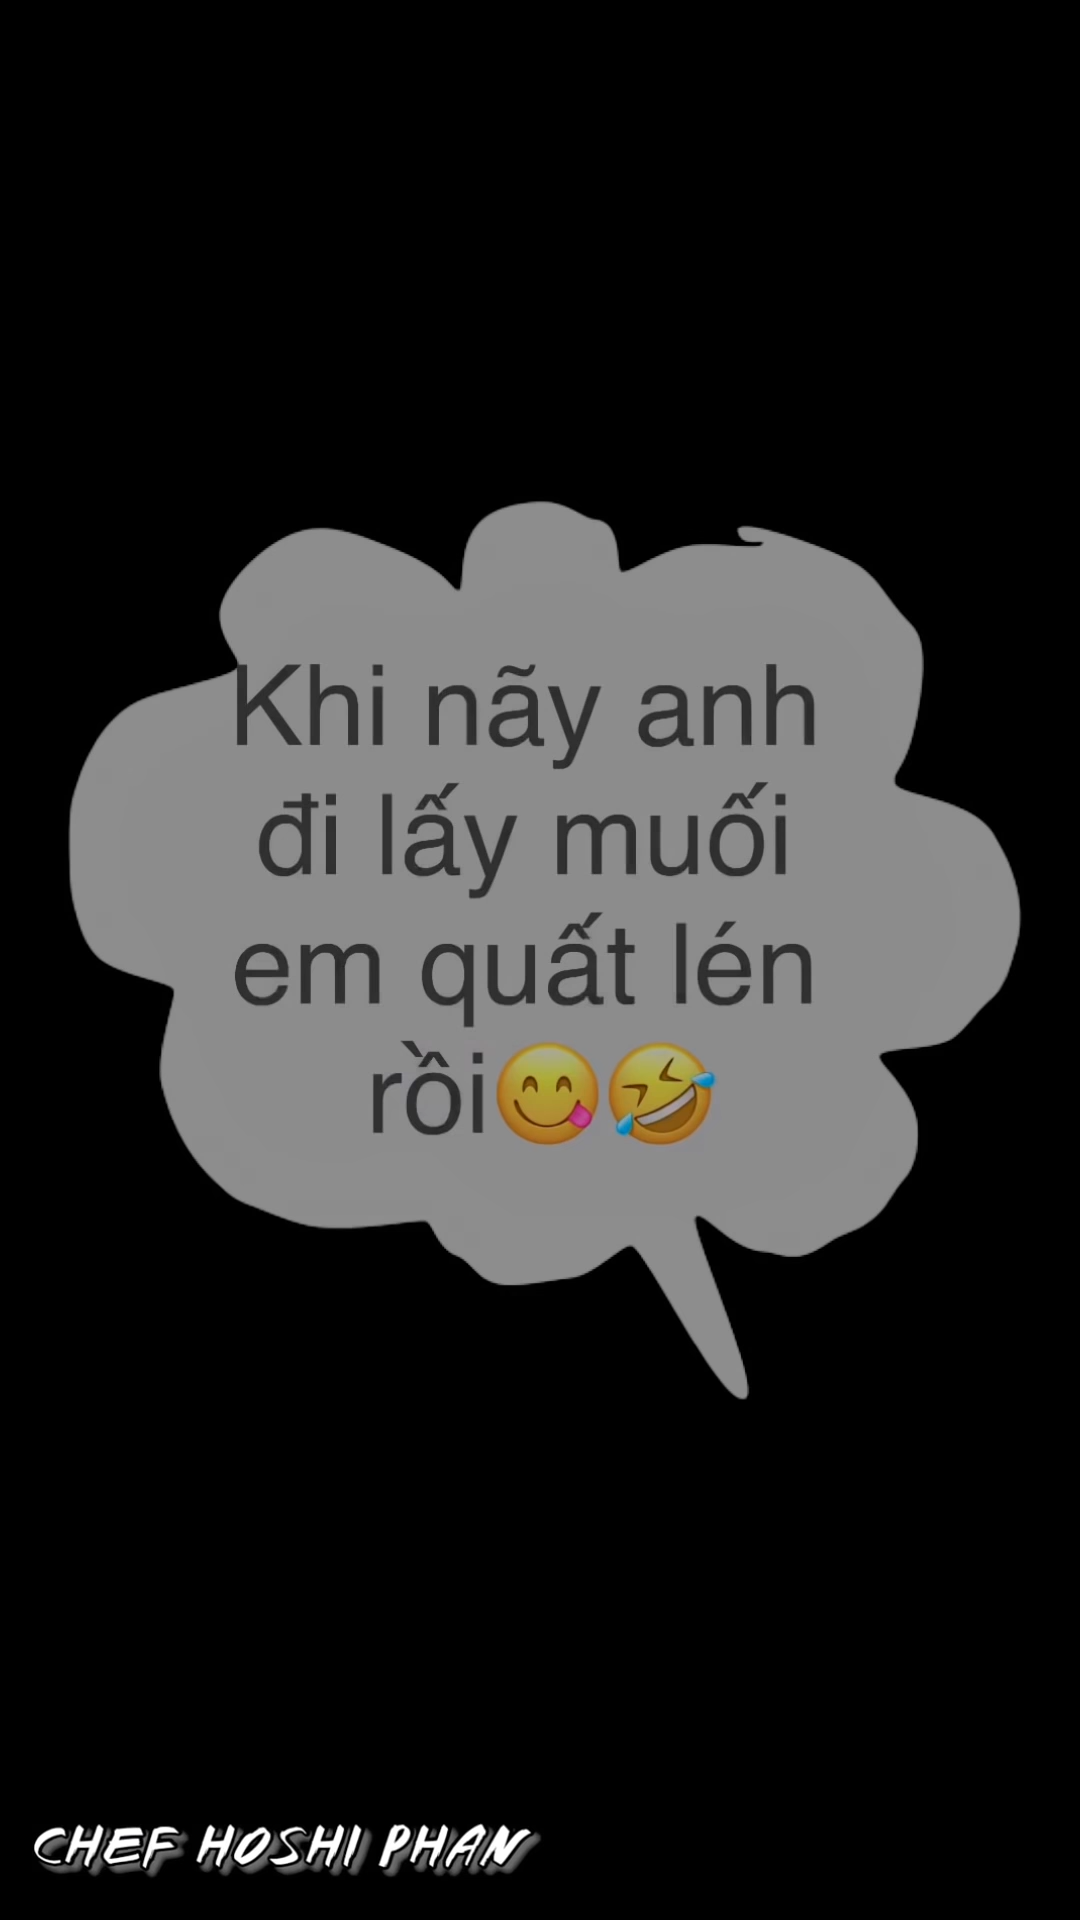 Khi nãy anh
đi lấy muối
em quất lén
rồi😋🤣
CHEF HOSHI PHAN